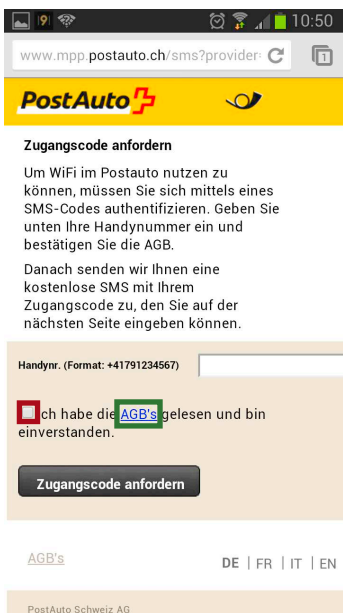 10:50
www.mpp.postauto.ch/sms?provider=
1
PostAuto
Zugangscode anfordern
Um WiFi im Postauto nutzen zu
können, müssen Sie sich mittels eines
SMS-Codes authentifizieren. Geben Sie
unten Ihre Handynummer ein und
bestätigen Sie die AGB.
Danach senden wir Ihnen eine
kostenlose SMS mit Ihrem
Zugangscode zu, den Sie auf der
nächsten Seite eingeben können.
Handynr. (Format: +41791234567)
ch habe die AGB's gelesen und bin
einverstanden.
Zugangscode anfordern
AGB's
DE | FR | IT | EN
PostAuto Schweiz AG